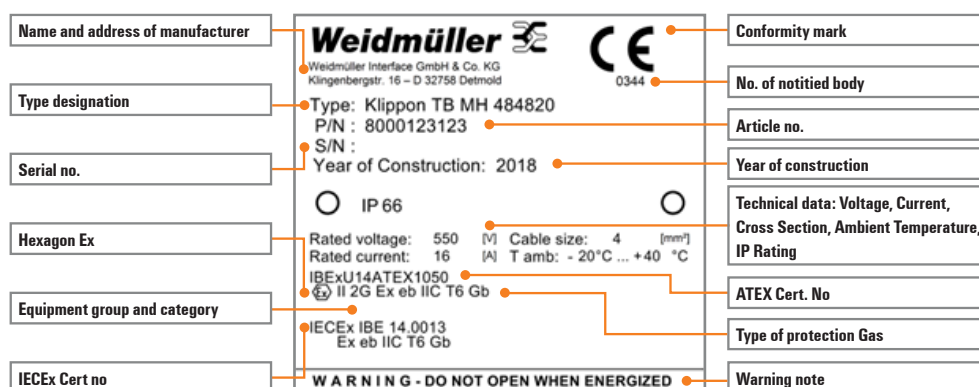 Name and address of manufacturer
Type designation
Serial no.
Hexagon Ex
Equipment group and category
IECEx Cert no
Weidmüller
Weidmüller Interface GmbH & Co. KG
Klingenbergstr. 16 – D 32758 Detmold
CE
0344
Type: Klippon TB MH 484820
P/N : 8000123123
S/N :
Year of Construction: 2018
IP 66
Rated voltage: 550 [V] Cable size: 4 [mm²]
Rated current: 16 [A] T amb: - 20°C ... +40 °C
IBExU14ATEX1050
Ex II 2G Ex eb IIC T6 Gb
IECEx IBE 14.0013
Ex eb IIC T6 Gb
WARNING - DO NOT OPEN WHEN ENERGIZED
Conformity mark
No. of notitied body
Article no.
Year of construction
Technical data: Voltage, Current,
Cross Section, Ambient Temperature,
IP Rating
ATEX Cert. No
Type of protection Gas
Warning note